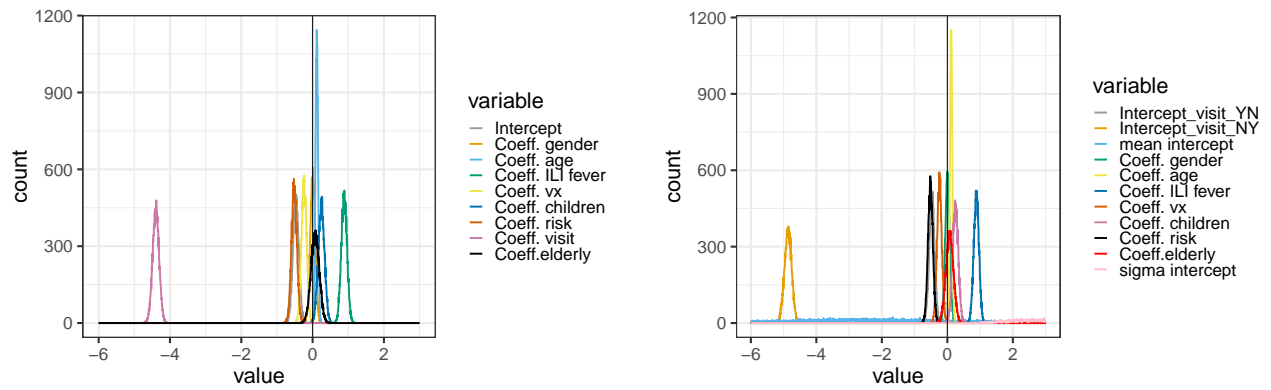 1200
900
600
300
0
count
−6
−4
−2
0
2
value
variable
Intercept
Coeff. gender
Coeff. age
Coeff. ILI fever
Coeff. vx
Coeff. children
Coeff. risk
Coeff. visit
Coeff.elderly
1200
900
600
300
0
count
−6
−4
−2
0
2
value
variable
Intercept_visit_YN
Intercept_visit_NY
mean intercept
Coeff. gender
Coeff. age
Coeff. ILI fever
Coeff. vx
Coeff. children
Coeff. risk
Coeff.elderly
sigma intercept